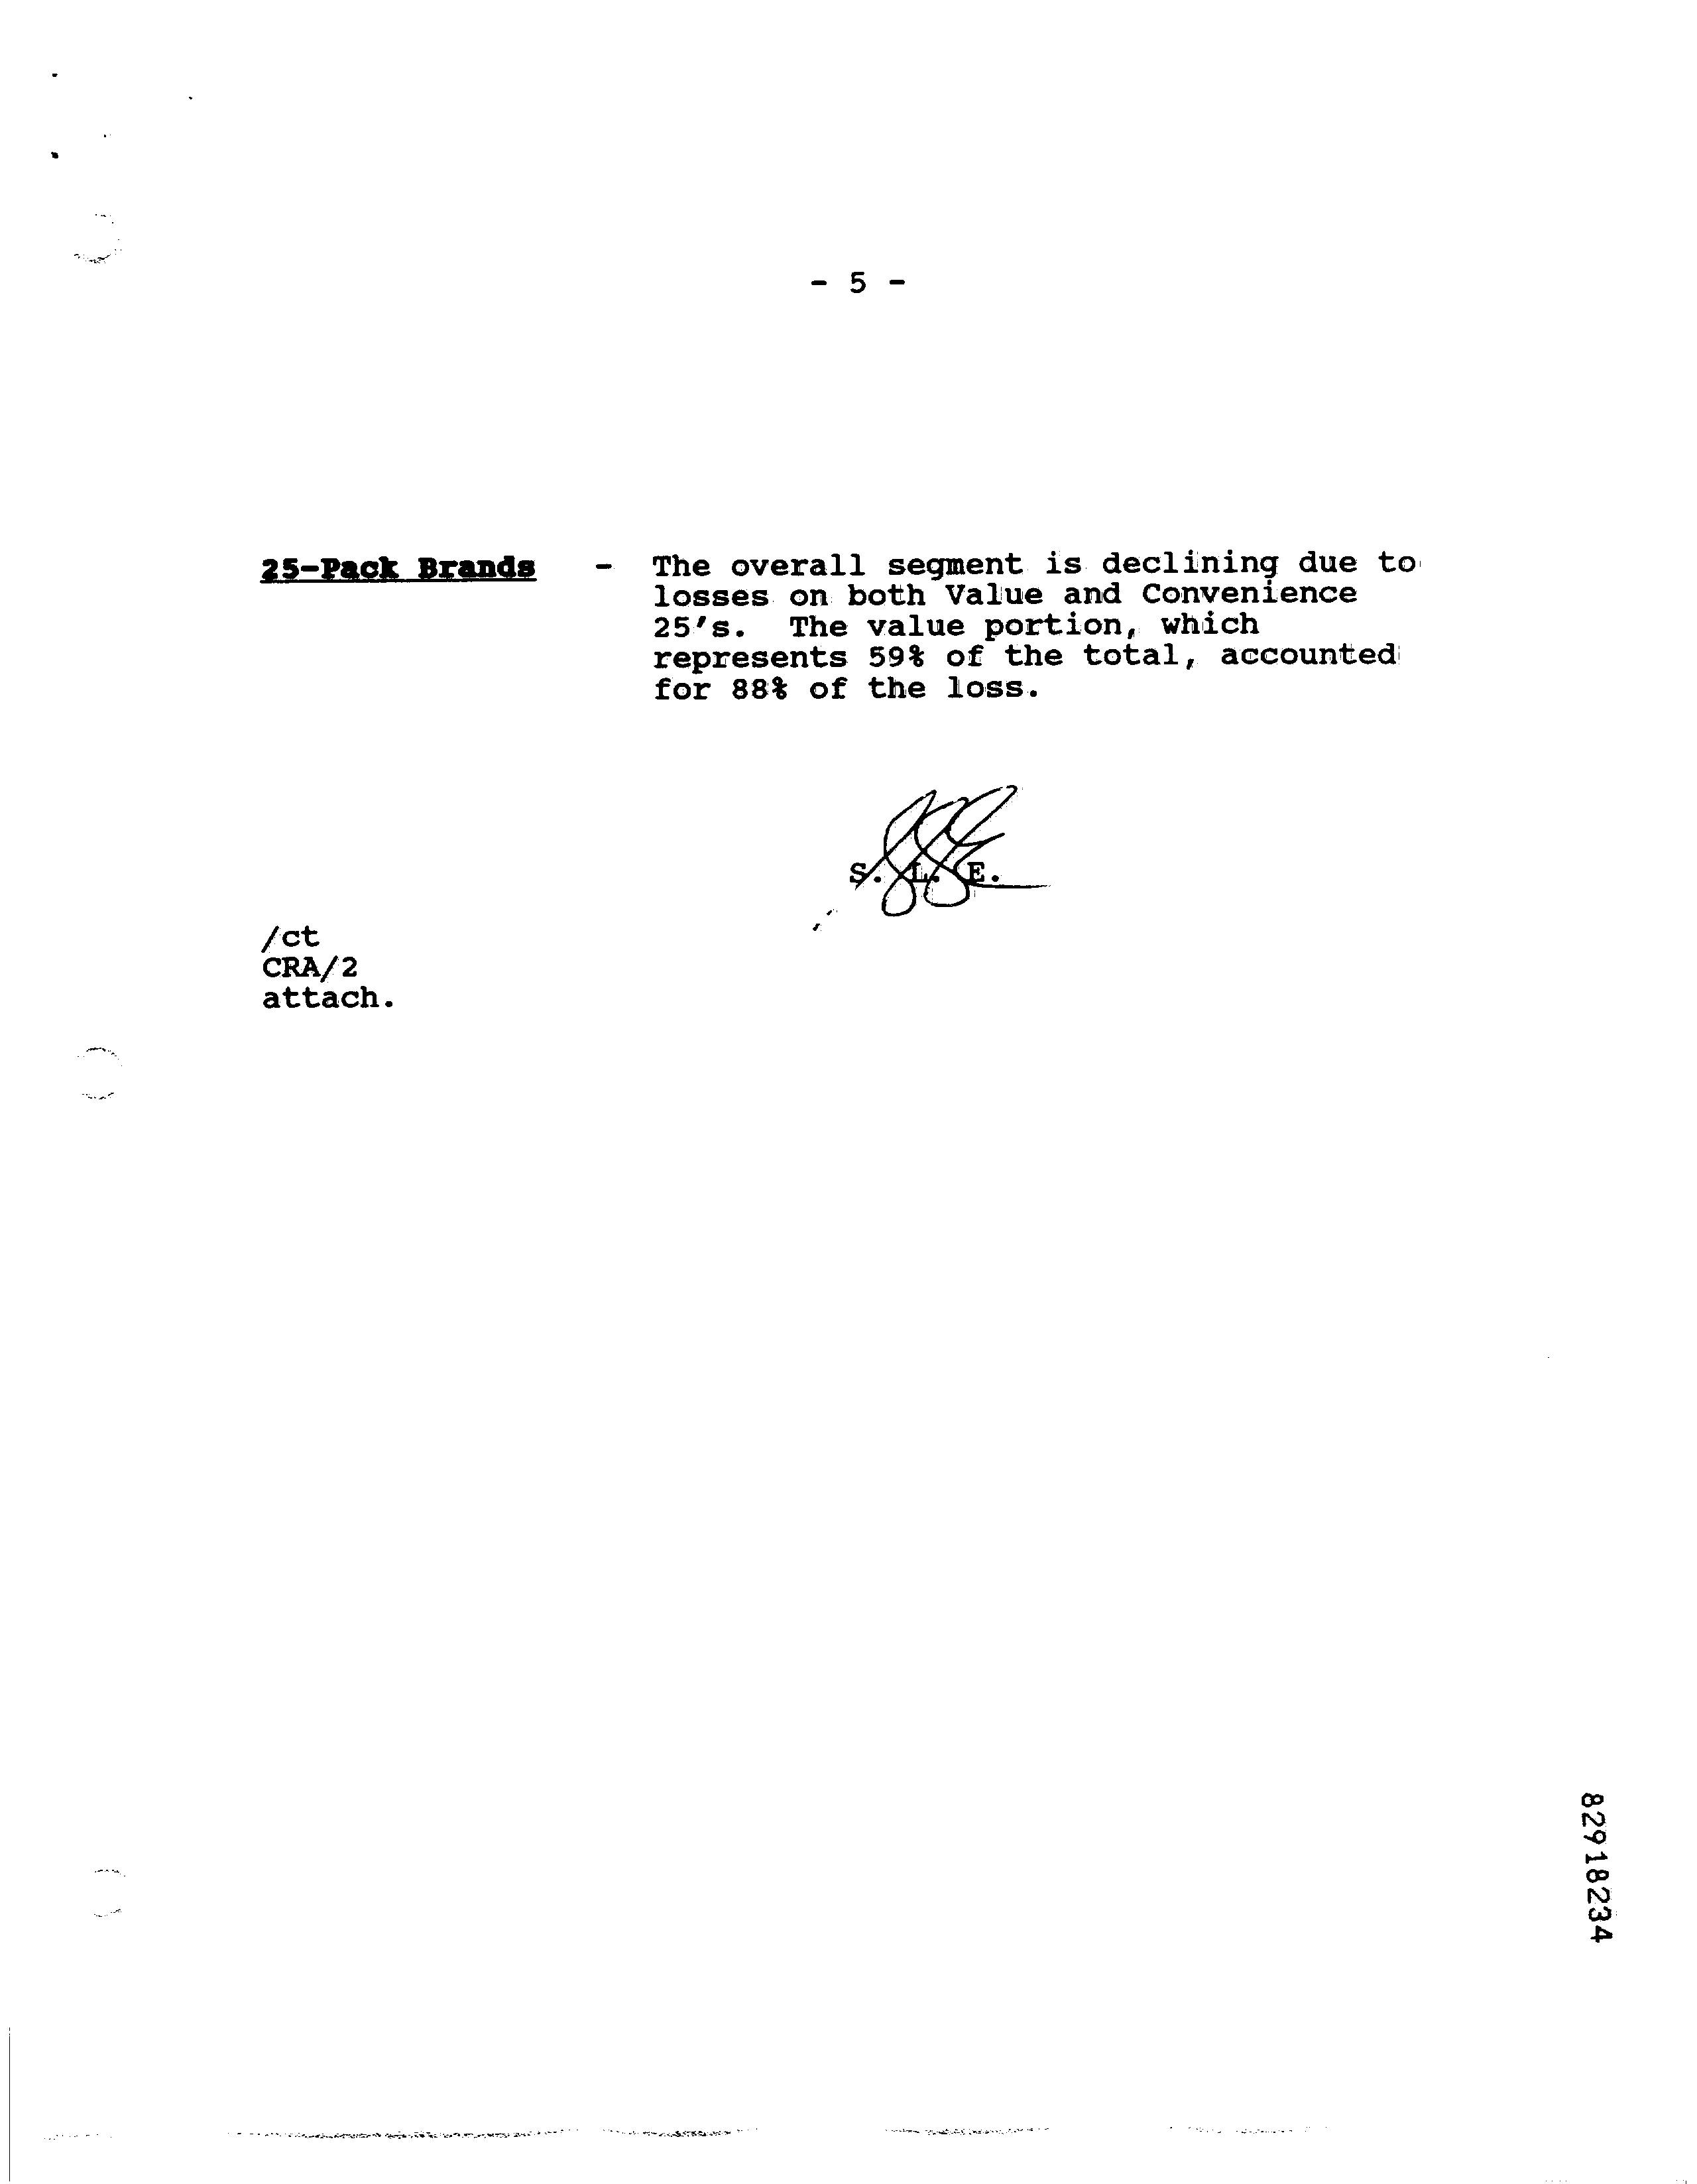 - 5 -
25-Pack Brands - The overall segment is declining due to
losses on both Value and Convenience
25's. The value portion, which
represents 59% of the total, accounted
for 88% of the loss.
S. L. E.
/ct
CRA/2
attach.
82918234